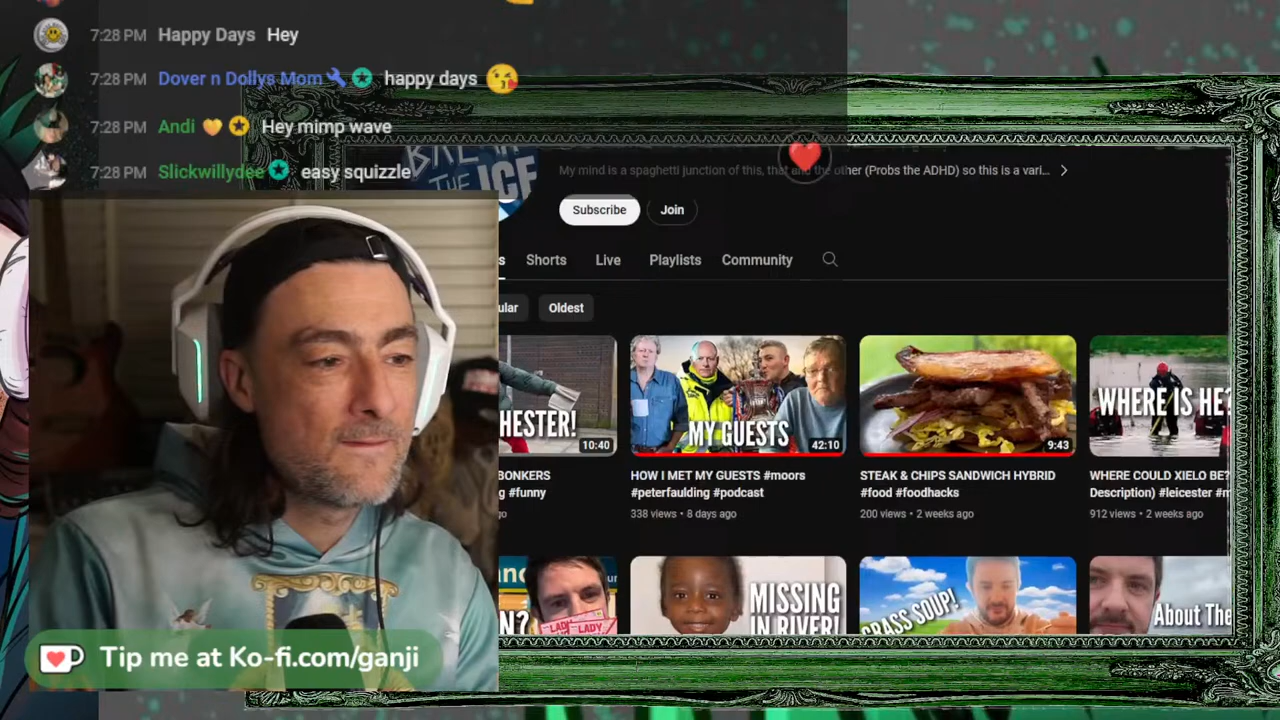 7:28 PM Happy Days Hey
7:28 PM Dover n Dollys Mom happy days
7:28 PM Andi Hey mimp wave
7:28 PM Slickwillydee easy squizzle
THE ICE
My mind is a spaghetti junction of this, that and the other (Probs the ADHD) so this is a vari...
Subscribe
Join
s
Shorts
Live
Playlists
Community
ular
Oldest
HESTER!
10:40
MY GUESTS
42:10
9:43
WHERE IS HE?
BONKERS
g #funny
go
HOW I MET MY GUESTS #moors
#peterfaulding #podcast
338 views • 8 days ago
STEAK & CHIPS SANDWICH HYBRID
#food #foodhacks
200 views • 2 weeks ago
WHERE COULD XIELO BE?
Description) #leicester #m
912 views • 2 weeks ago
N?
LADY
LADY
MISSING
IN RIVER!
GRASS SOUP!
About The
Tip me at Ko-fi.com/ganji